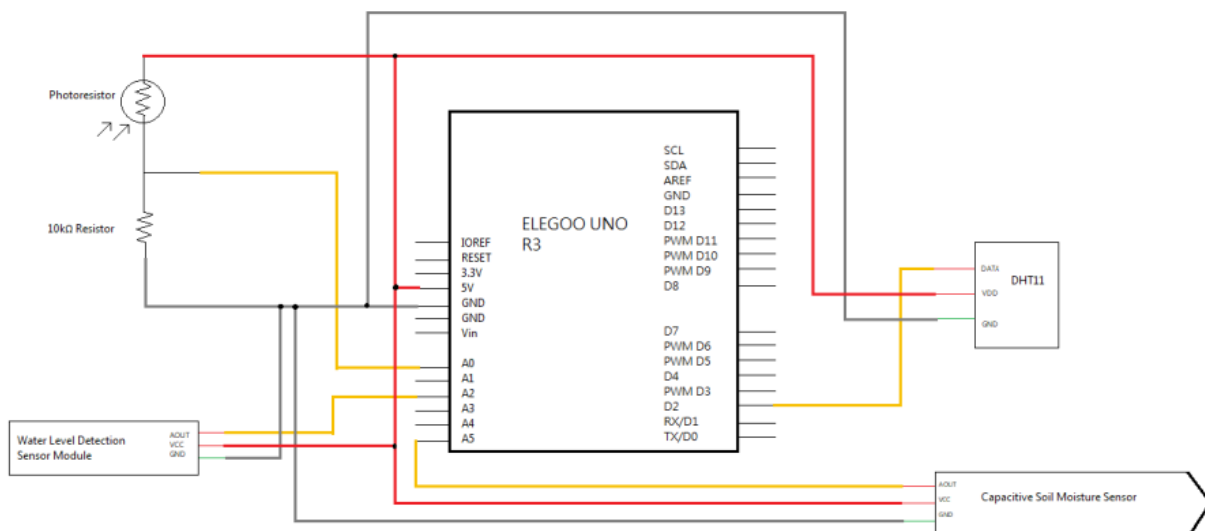 Photoresistor
10kΩ Resistor
ELEGOO UNO
R3
IOREF
RESET
3.3V
5V
GND
GND
Vin
A0
A1
A2
A3
A4
A5
SCL
SDA
AREF
GND
D13
D12
PWM D11
PWM D10
PWM D9
D8
D7
PWM D6
PWM D5
D4
PWM D3
D2
RX/D1
TX/D0
DATA
VDD
GND
DHT11
Water Level Detection
Sensor Module
AOUT
VCC
GND
AOUT
VCC
GND
Capacitive Soil Moisture Sensor